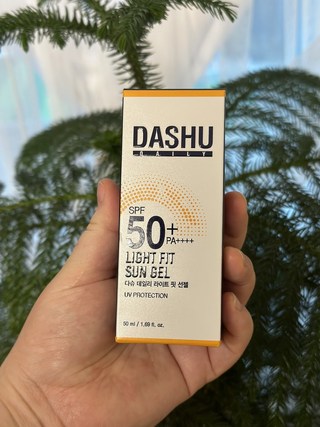 DASHU
DAILY
SPF
50+
PA++++
LIGHT FIT
SUN GEL
다슈 데일리 라이트 핏 선젤
UV PROTECTION
50 ml / 1.69 fl. oz.